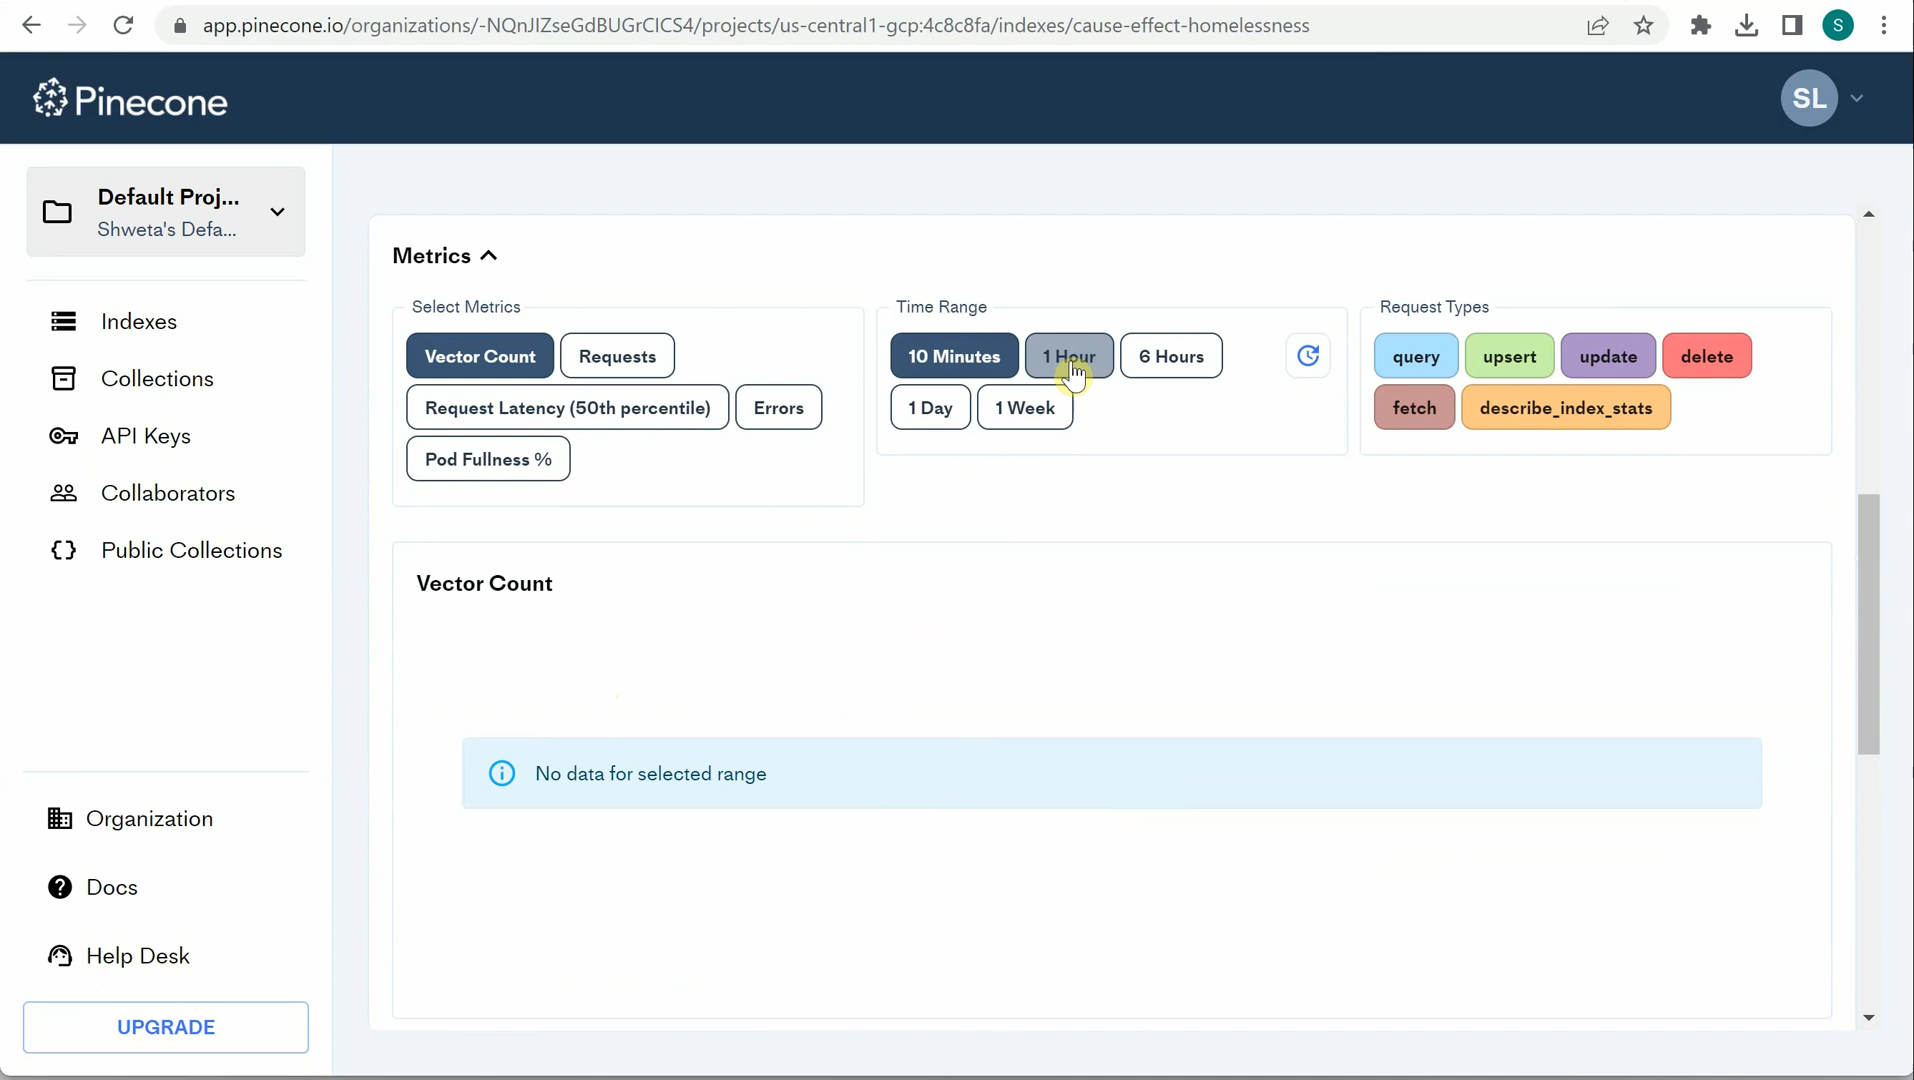 app.pinecone.io/organizations/-NQnJIZseGdBUGrCICS4/projects/us-central1-gcp:4c8c8fa/indexes/cause-effect-homelessness
S
Pinecone
SL
Default Proj...
Shweta's Defa...
Indexes
Collections
API Keys
Collaborators
Public Collections
Organization
Docs
Help Desk
UPGRADE
Metrics
Select Metrics
Vector Count
Requests
Request Latency (50th percentile)
Errors
Pod Fullness %
Time Range
10 Minutes
1 Hour
6 Hours
1 Day
1 Week
Request Types
query
upsert
update
delete
fetch
describe_index_stats
Vector Count
No data for selected range